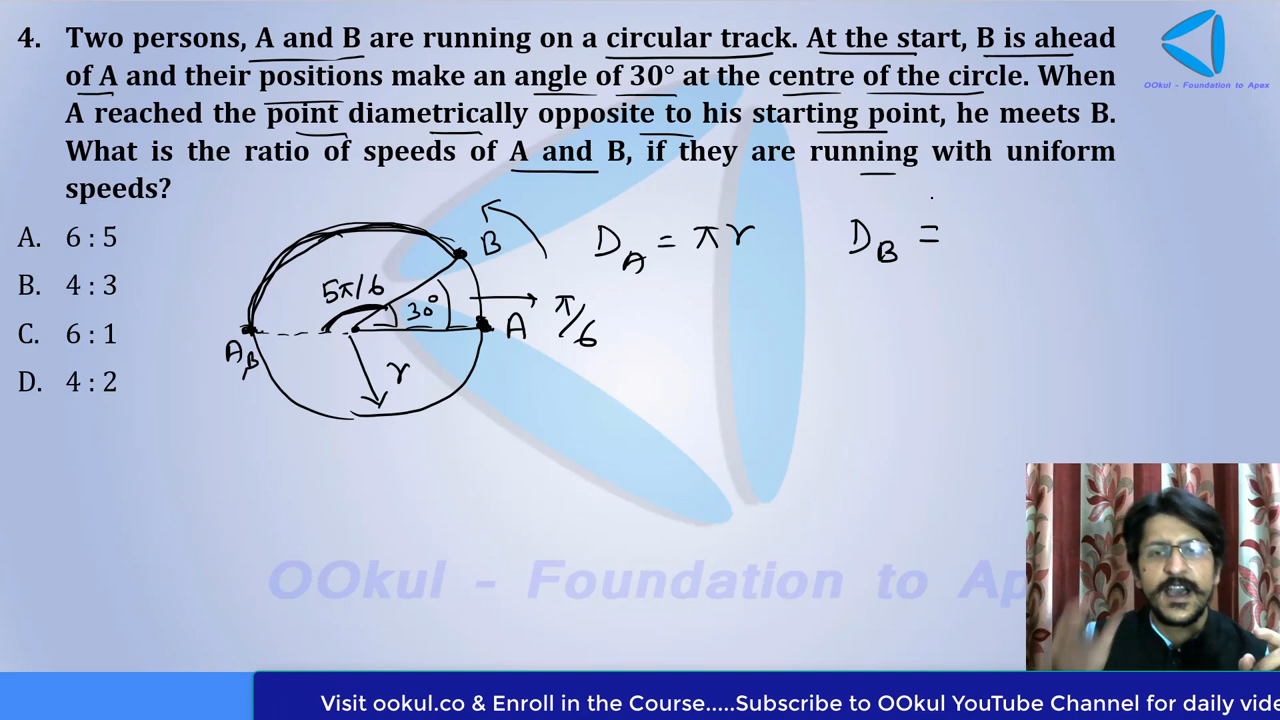 4. Two persons, A and B are running on a circular track. At the start, B is ahead
of A and their positions make an angle of 30° at the centre of the circle. When
A reached the point diametrically opposite to his starting point, he meets B.
What is the ratio of speeds of A and B, if they are running with uniform
speeds?
OOkul - Foundation to Apex
A. 6 : 5
B. 4 : 3
C. 6 : 1
D. 4 : 2
B
D_A = πr
D_B =
5π/6
30°
A
π/6
A
B
r
OOkul - Foundation to Ap
Visit ookul.co & Enroll in the Course.....Subscribe to OOkul YouTube Channel for daily vide